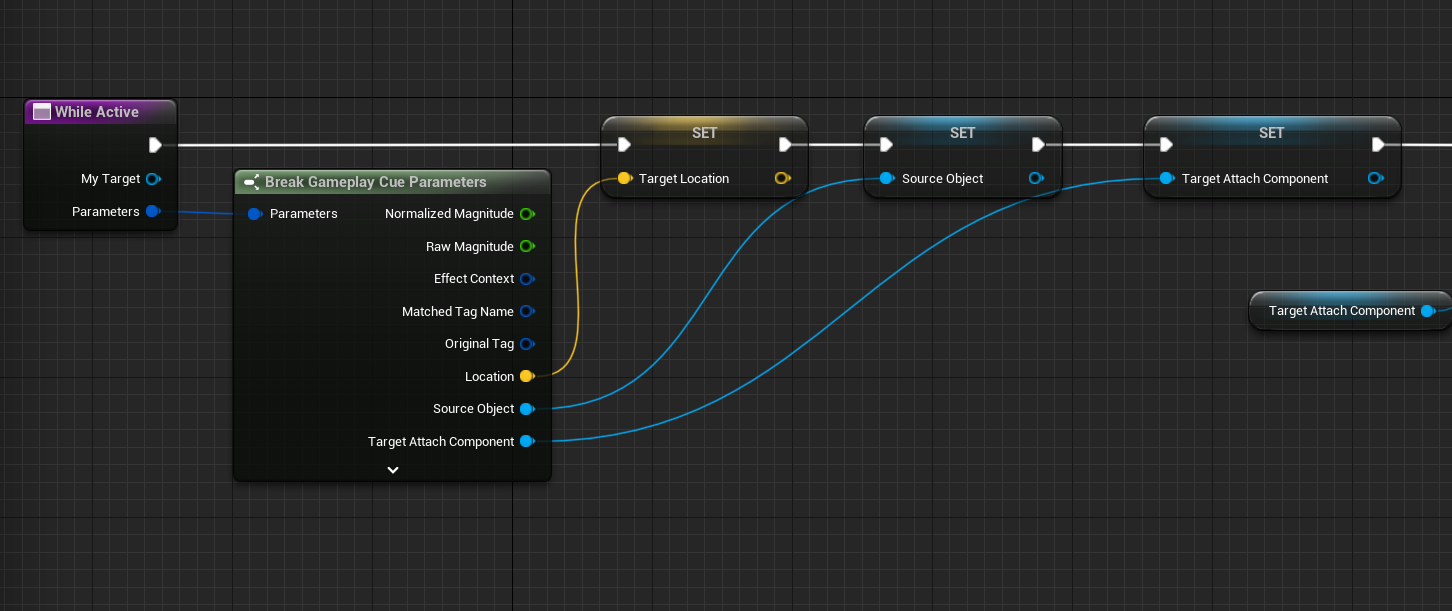 While Active
My Target
Parameters
Break Gameplay Cue Parameters
Parameters
Normalized Magnitude
Raw Magnitude
Effect Context
Matched Tag Name
Original Tag
Location
Source Object
Target Attach Component
SET
Target Location
SET
Source Object
SET
Target Attach Component
Target Attach Component